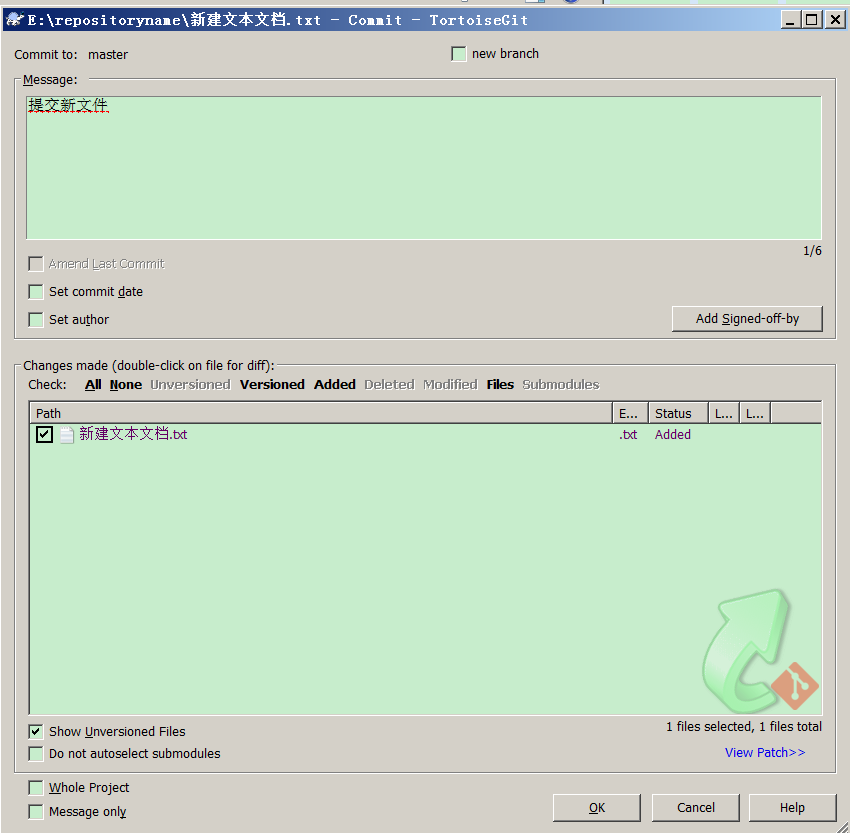 E:\repositoryname\新建文本文档.txt - Commit - TortoiseGit
Commit to: master
new branch
Message:
提交新文件
1/6
Amend Last Commit
Set commit date
Set author
Add Signed-off-by
Changes made (double-click on file for diff):
Check: All None Unversioned Versioned Added Deleted Modified Files Submodules
Path E... Status L... L...
新建文本文档.txt .txt Added
1 files selected, 1 files total
Show Unversioned Files
Do not autoselect submodules
View Patch>>
Whole Project
Message only
OK Cancel Help